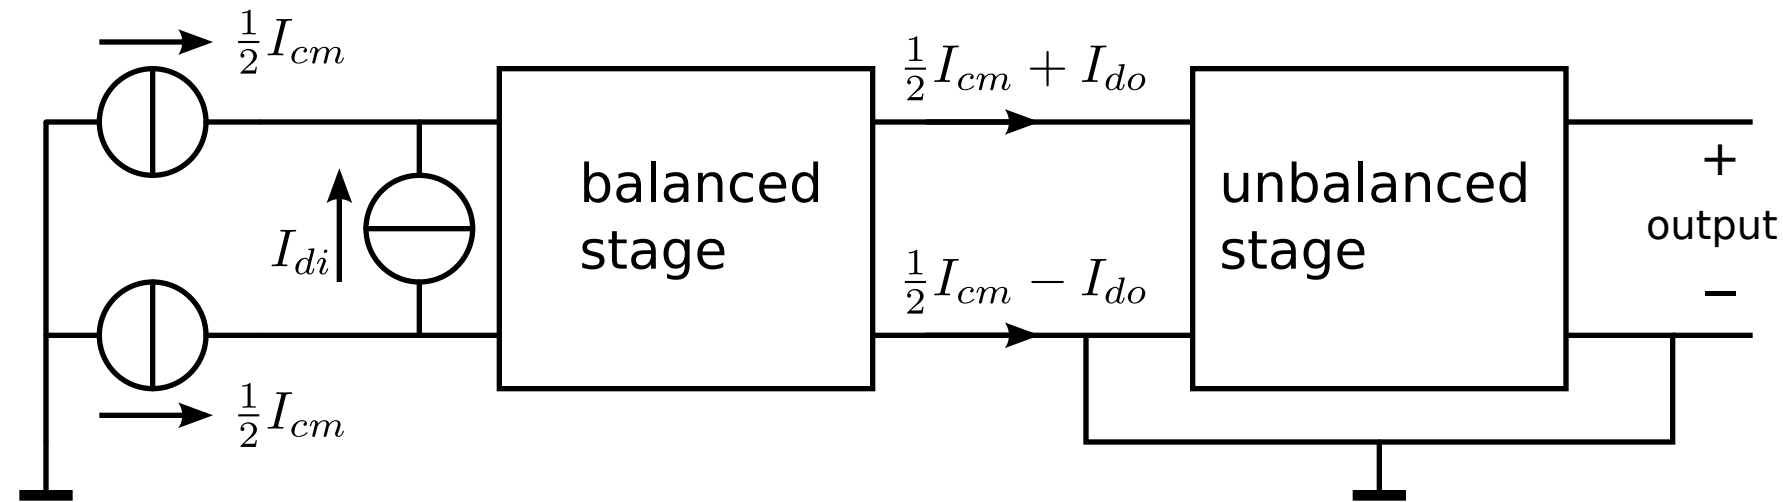 ½I_cm
½I_cm + I_do
balanced
stage
unbalanced
stage
+
output
−
I_di
½I_cm − I_do
½I_cm